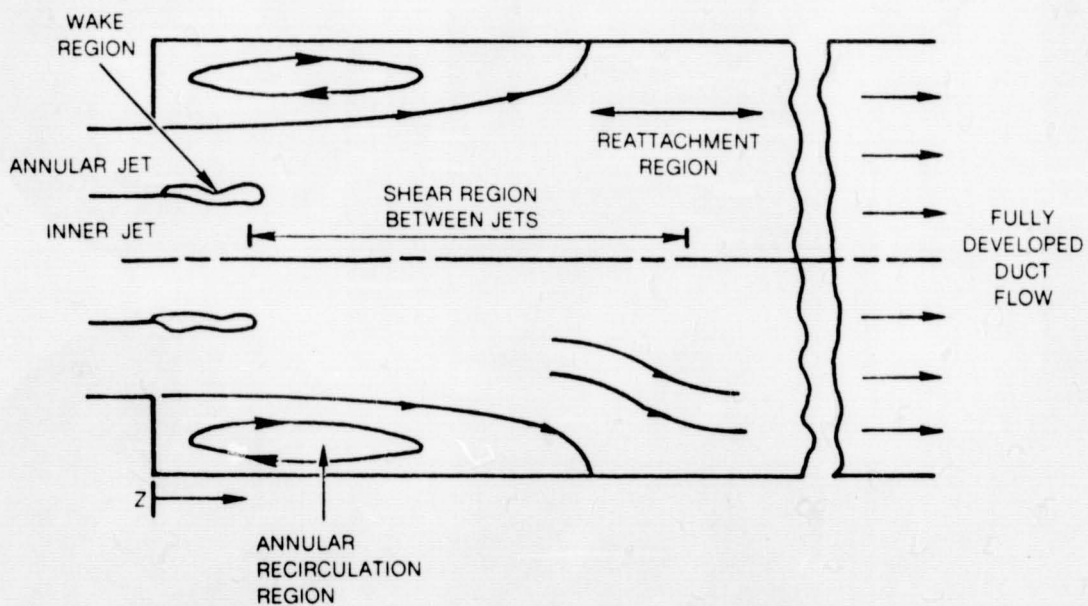 WAKE
REGION
ANNULAR JET
INNER JET
SHEAR REGION
BETWEEN JETS
REATTACHMENT
REGION
FULLY
DEVELOPED
DUCT
FLOW
Z
ANNULAR
RECIRCULATION
REGION